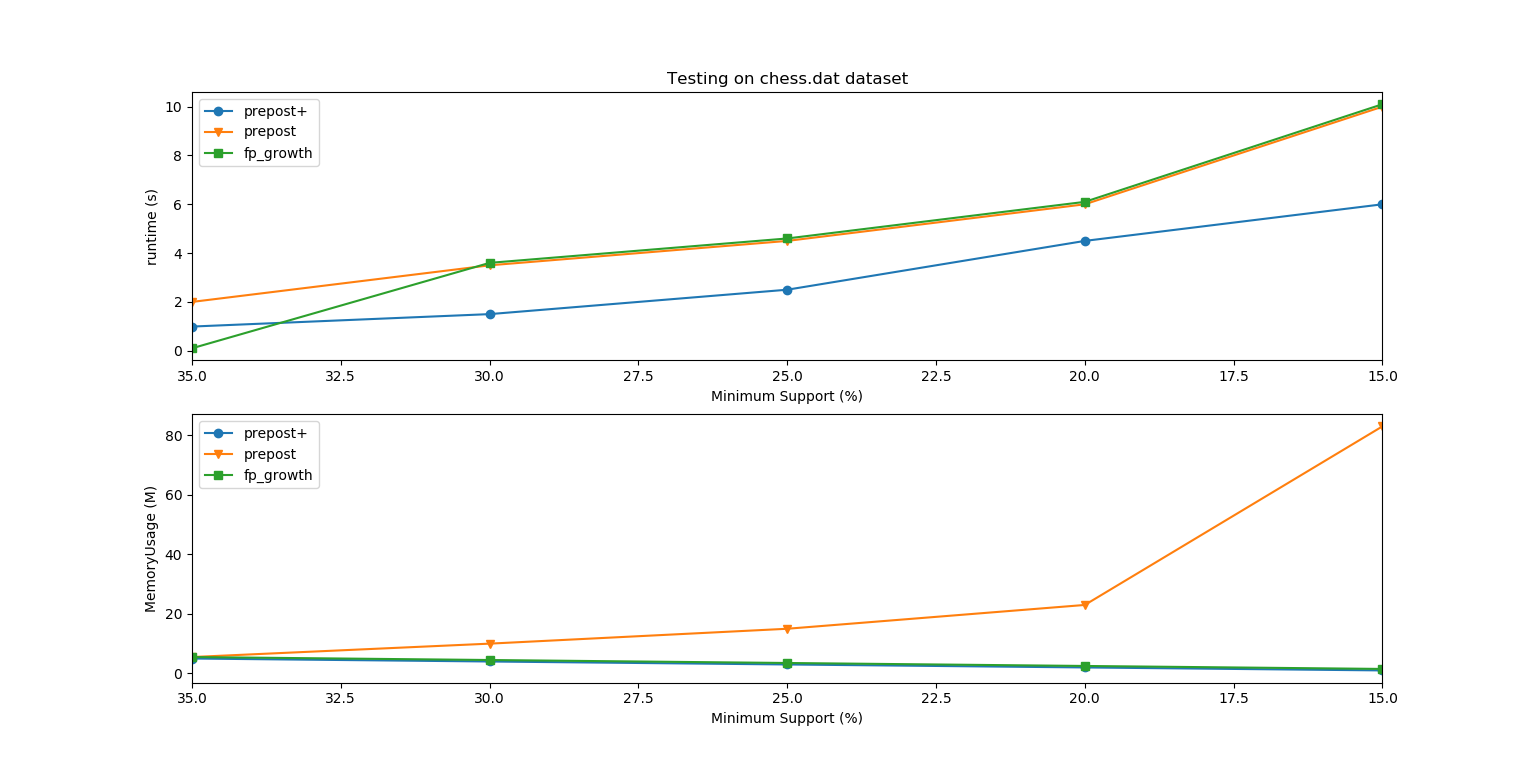 Testing on chess.dat dataset
prepost+
prepost
fp_growth
10
8
6
4
2
0
runtime (s)
35.0 32.5 30.0 27.5 25.0 22.5 20.0 17.5 15.0
Minimum Support (%)
prepost+
prepost
fp_growth
80
60
40
20
0
MemoryUsage (M)
35.0 32.5 30.0 27.5 25.0 22.5 20.0 17.5 15.0
Minimum Support (%)